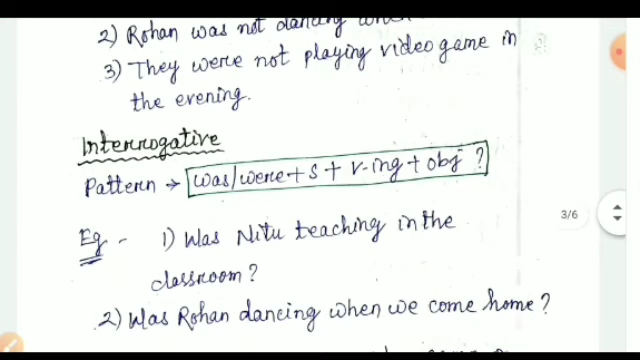 2) Rohan was not dancing when
3) They were not playing video game in
the evening.
Interrogative
Pattern → was/were + S + V-ing + obj ?
Eg - 1) Was Nitu teaching in the
classroom?
3/6
2) Was Rohan dancing when we come home?